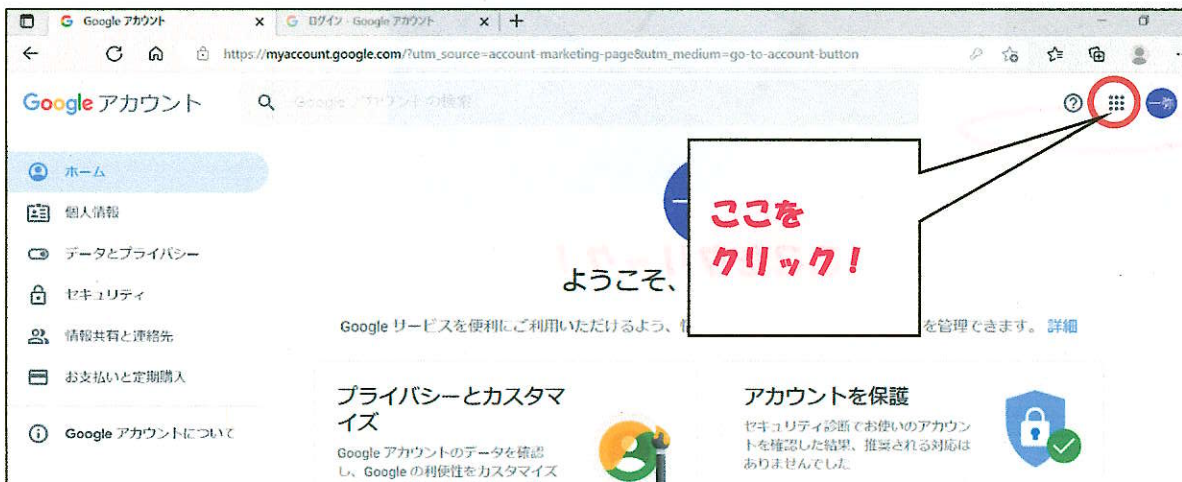 Google アカウント
ログイン - Google アカウント
https://myaccount.google.com/?utm_source=account-marketing-page&utm_medium=go-to-account-button
Google アカウント
Google アカウントの検索
一弥
ホーム
個人情報
データとプライバシー
セキュリティ
情報共有と連絡先
お支払いと定期購入
Google アカウントについて
ここを
クリック！
ようこそ、
Google サービスを便利にご利用いただけるよう、
を管理できます。 詳細
プライバシーとカスタマ
イズ
Google アカウントのデータを確認
し、Google の利便性をカスタマイズ
アカウントを保護
セキュリティ診断でお使いのアカウン
トを確認した結果、推奨される対応は
ありませんでした